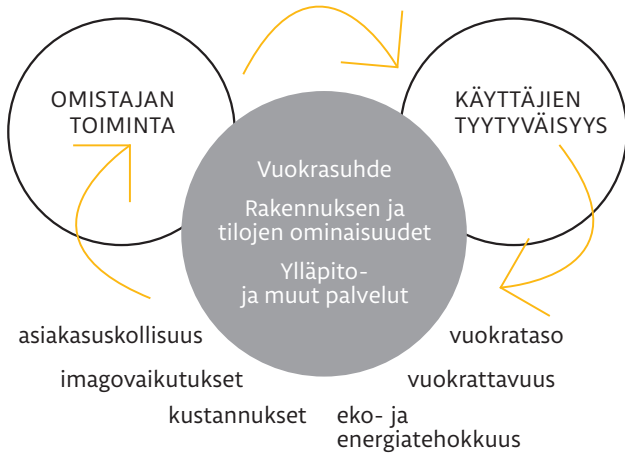 OMISTAJAN
TOIMINTA
KÄYTTÄJIEN
TYYTYVÄISYYS
Vuokrasuhde
Rakennuksen ja
tilojen ominaisuudet
Ylläpito-
ja muut palvelut
asiakasuskollisuus
vuokrataso
imagovaikutukset
vuokrattavuus
kustannukset
eko- ja
energiatehokkuus